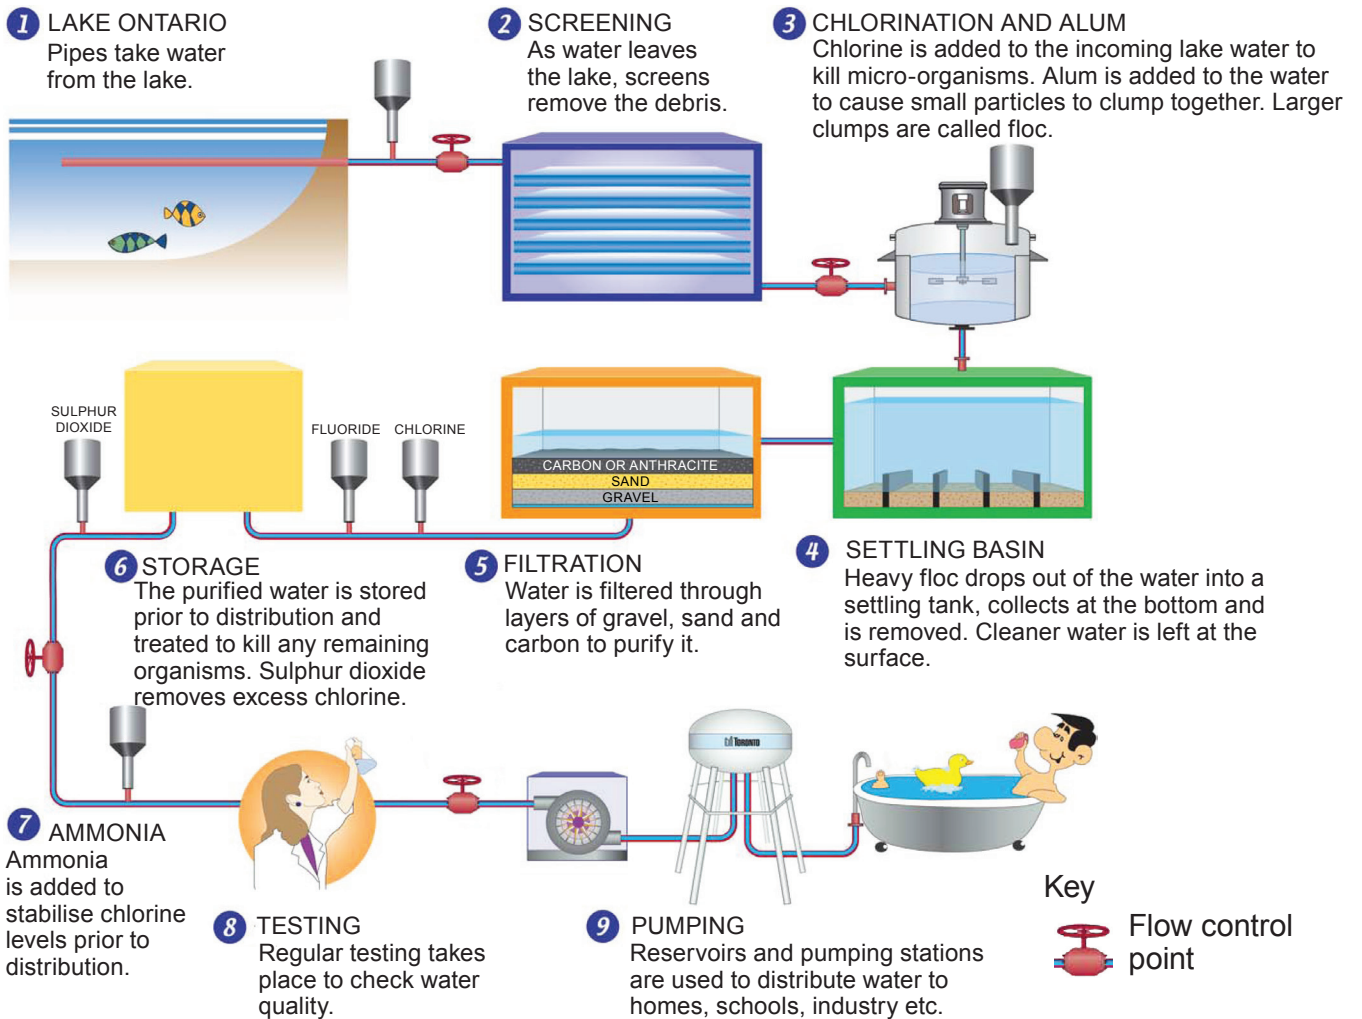 1 LAKE ONTARIO
Pipes take water
from the lake.
2 SCREENING
As water leaves
the lake, screens
remove the debris.
3 CHLORINATION AND ALUM
Chlorine is added to the incoming lake water to
kill micro-organisms. Alum is added to the water
to cause small particles to clump together. Larger
clumps are called floc.
SULPHUR
DIOXIDE
FLUORIDE
CHLORINE
CARBON OR ANTHRACITE
SAND
GRAVEL
4 SETTLING BASIN
Heavy floc drops out of the water into a
settling tank, collects at the bottom and
is removed. Cleaner water is left at the
surface.
5 FILTRATION
Water is filtered through
layers of gravel, sand and
carbon to purify it.
6 STORAGE
The purified water is stored
prior to distribution and
treated to kill any remaining
organisms. Sulphur dioxide
removes excess chlorine.
TORONTO
7 AMMONIA
Ammonia
is added to
stabilise chlorine
levels prior to
distribution.
8 TESTING
Regular testing takes
place to check water
quality.
9 PUMPING
Reservoirs and pumping stations
are used to distribute water to
homes, schools, industry etc.
Key
Flow control
point